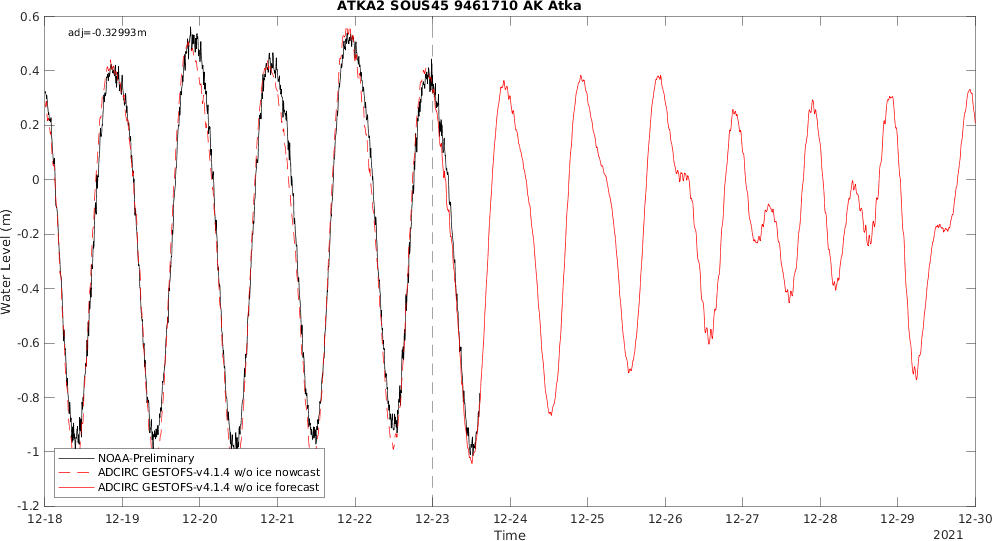 ATKA2 SOUS45 9461710 AK Atka
adj=-0.32993m
0.6
0.4
0.2
0
-0.2
-0.4
-0.6
-0.8
-1
-1.2
Water Level (m)
NOAA-Preliminary
ADCIRC GESTOFS-v4.1.4 w/o ice nowcast
ADCIRC GESTOFS-v4.1.4 w/o ice forecast
12-18 12-19 12-20 12-21 12-22 12-23 12-24 12-25 12-26 12-27 12-28 12-29 12-30
Time
2021